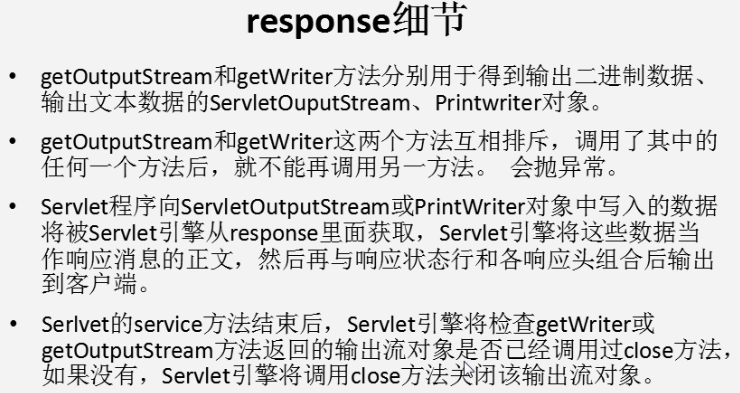 response细节
• getOutputStream和getWriter方法分别用于得到输出二进制数据、
输出文本数据的ServletOuputStream、Printwriter对象。
• getOutputStream和getWriter这两个方法互相排斥，调用了其中的
任何一个方法后，就不能再调用另一方法。 会抛异常。
• Servlet程序向ServletOutputStream或PrintWriter对象中写入的数据
将被Servlet引擎从response里面获取，Servlet引擎将这些数据当
作响应消息的正文，然后再与响应状态行和各响应头组合后输出
到客户端。
• Serlvet的service方法结束后，Servlet引擎将检查getWriter或
getOutputStream方法返回的输出流对象是否已经调用过close方法，
如果没有，Servlet引擎将调用close方法关闭该输出流对象。